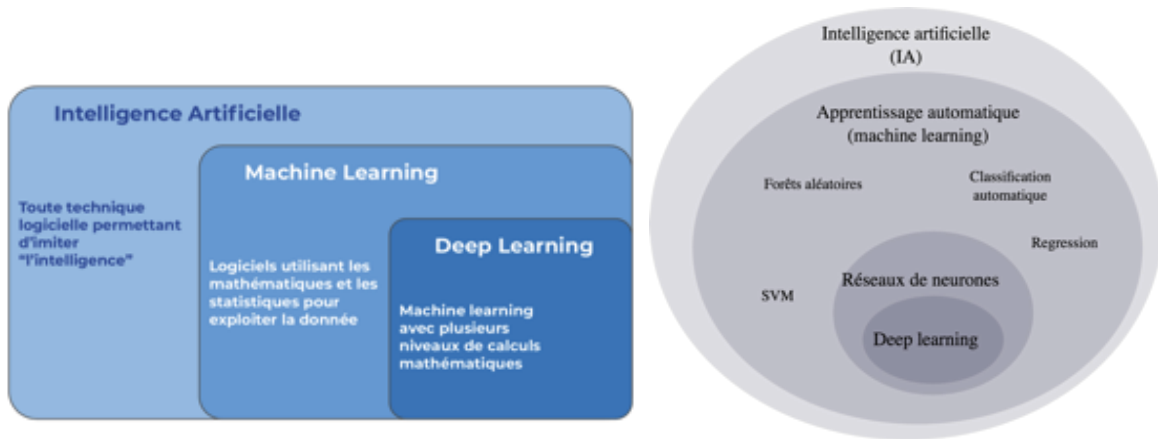 Intelligence Artificielle
Toute technique
logicielle permettant
d'imiter
“l'intelligence”
Machine Learning
Logiciels utilisant les
mathématiques et les
statistiques pour
exploiter la donnée
Deep Learning
Machine learning
avec plusieurs
niveaux de calculs
mathématiques
Intelligence artificielle
(IA)
Apprentissage automatique
(machine learning)
Forêts aléatoires
Classification
automatique
Regression
SVM
Réseaux de neurones
Deep learning